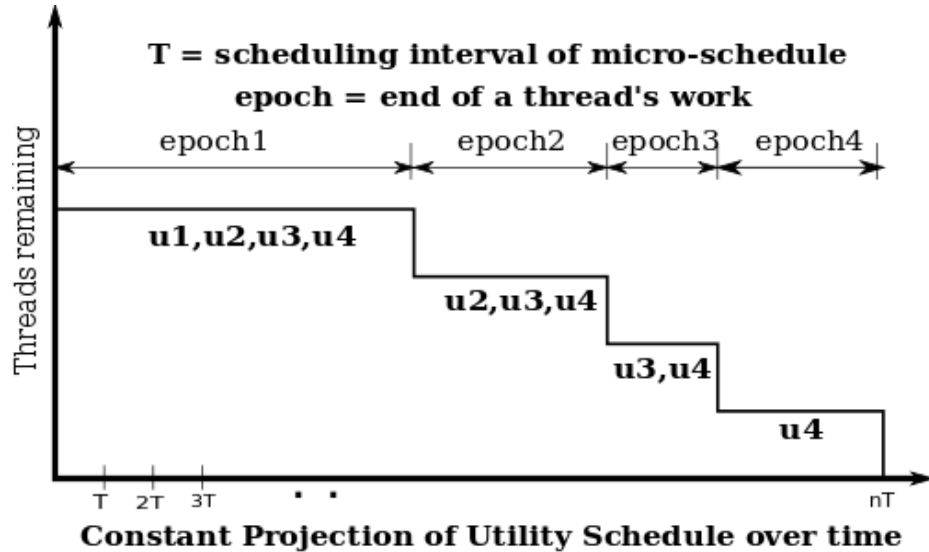 T = scheduling interval of micro-schedule
epoch = end of a thread's work
epoch1
epoch2
epoch3
epoch4
Threads remaining
u1,u2,u3,u4
u2,u3,u4
u3,u4
u4
T
2T
3T
. .
nT
Constant Projection of Utility Schedule over time